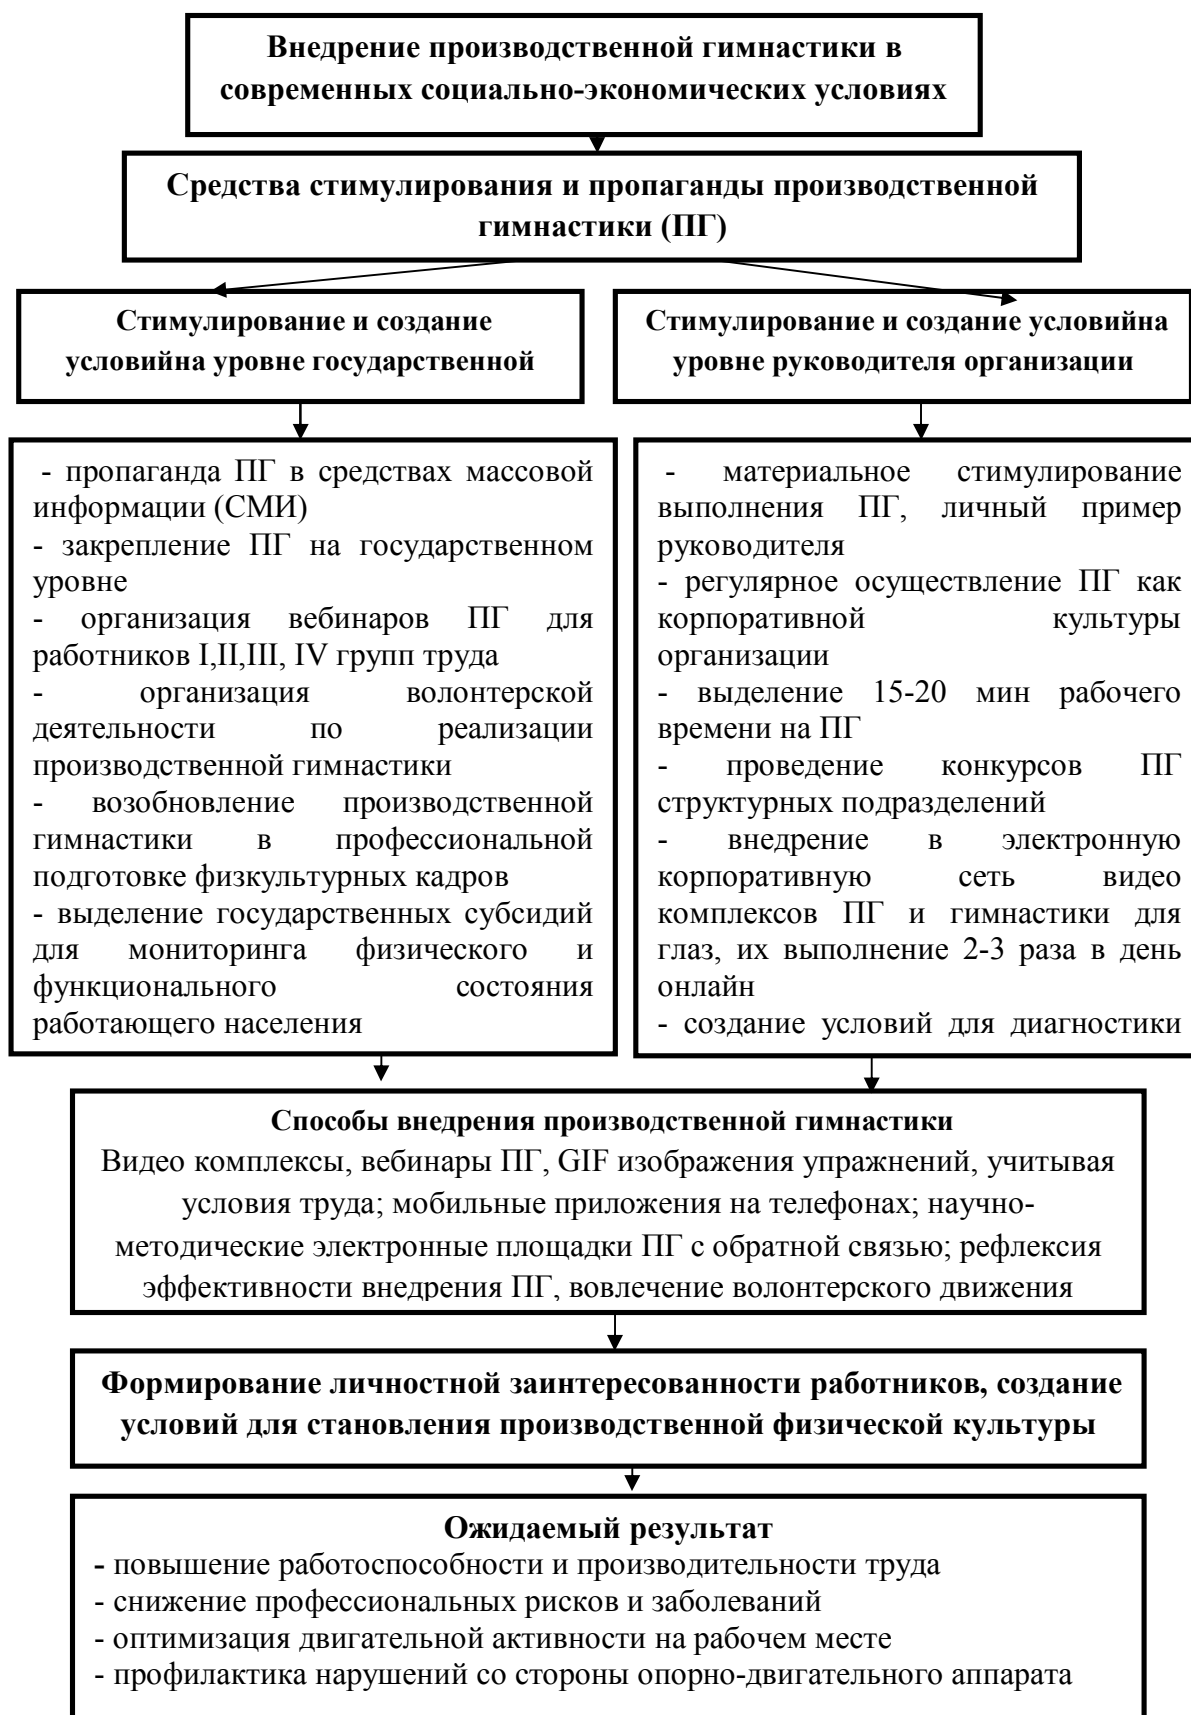 Внедрение производственной гимнастики в
современных социально-экономических условиях
Средства стимулирования и пропаганды производственной
гимнастики (ПГ)
Стимулирование и создание
условийна уровне государственной
Стимулирование и создание условийна
уровне руководителя организации
- пропаганда ПГ в средствах массовой
информации (СМИ)
- закрепление ПГ на государственном
уровне
- организация вебинаров ПГ для
работников I,II,III, IV групп труда
- организация волонтерской
деятельности по реализации
производственной гимнастики
- возобновление производственной
гимнастики в профессиональной
подготовке физкультурных кадров
- выделение государственных субсидий
для мониторинга физического и
функционального состояния
работающего населения
- материальное стимулирование
выполнения ПГ, личный пример
руководителя
- регулярное осуществление ПГ как
корпоративной культуры
организации
- выделение 15-20 мин рабочего
времени на ПГ
- проведение конкурсов ПГ
структурных подразделений
- внедрение в электронную
корпоративную сеть видео
комплексов ПГ и гимнастики для
глаз, их выполнение 2-3 раза в день
онлайн
- создание условий для диагностики
Способы внедрения производственной гимнастики
Видео комплексы, вебинары ПГ, GIF изображения упражнений, учитывая
условия труда; мобильные приложения на телефонах; научно-
методические электронные площадки ПГ с обратной связью; рефлексия
эффективности внедрения ПГ, вовлечение волонтерского движения
Формирование личностной заинтересованности работников, создание
условий для становления производственной физической культуры
Ожидаемый результат
- повышение работоспособности и производительности труда
- снижение профессиональных рисков и заболеваний
- оптимизация двигательной активности на рабочем месте
- профилактика нарушений со стороны опорно-двигательного аппарата